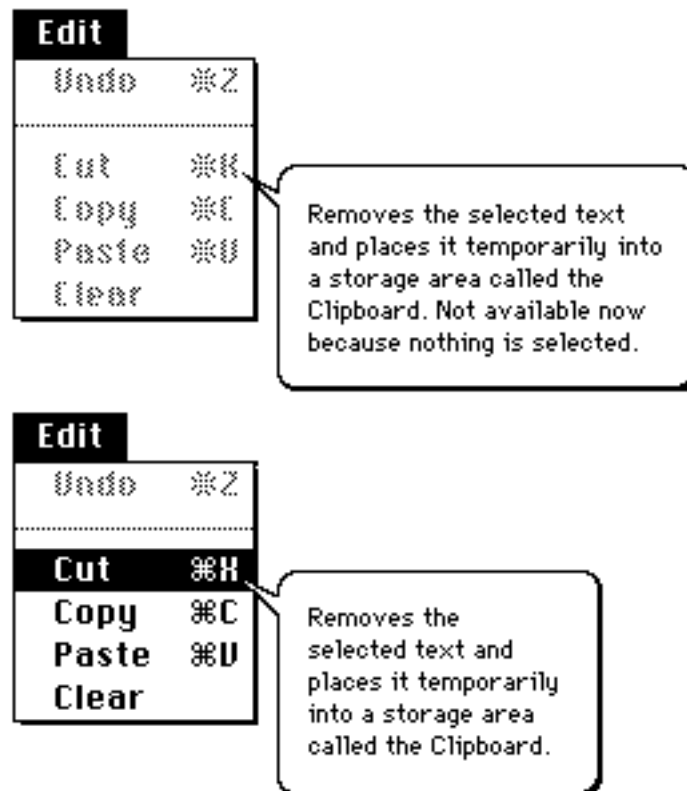 Edit
Undo ⌘Z
Cut ⌘X
Copy ⌘C
Paste ⌘V
Clear
Removes the selected text
and places it temporarily into
a storage area called the
Clipboard. Not available now
because nothing is selected.
Edit
Undo ⌘Z
Cut ⌘X
Copy ⌘C
Paste ⌘V
Clear
Removes the
selected text and
places it temporarily
into a storage area
called the Clipboard.